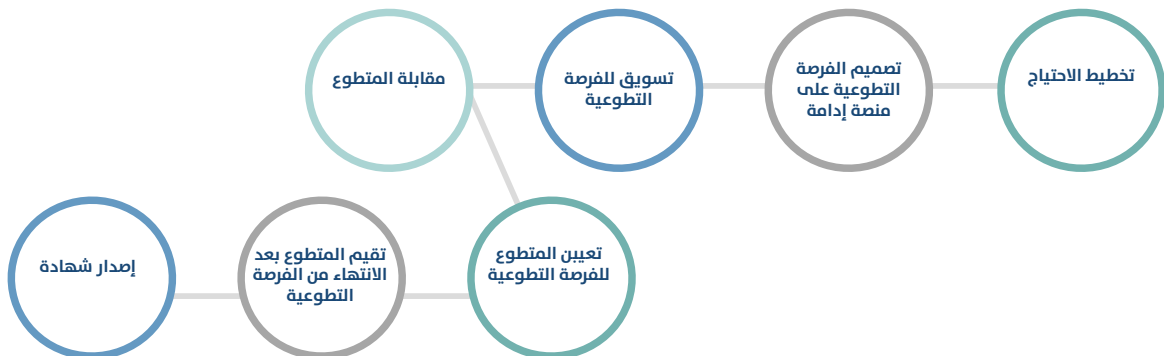 تخطيط الاحتياج
تصميم الفرصة
التطوعية على
منصة إدامة
تسويق للفرصة
التطوعية
مقابلة المتطوع
تعيين المتطوع
للفرصة التطوعية
تقيم المتطوع بعد
الانتهاء من الفرصة
التطوعية
إصدار شهادة